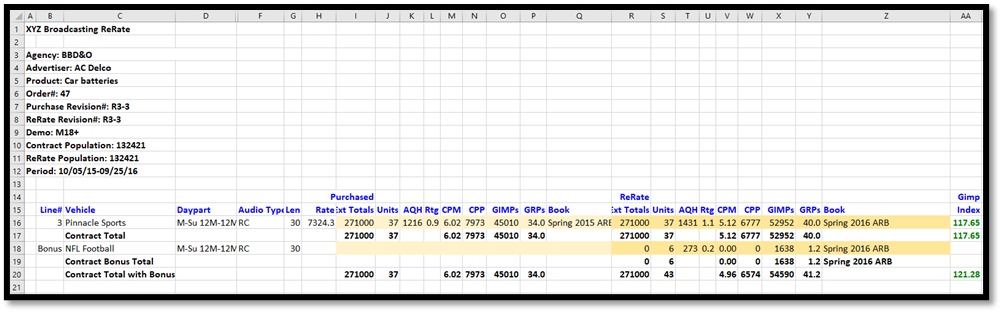 A B C D F G H I J K L M N O P Q R S T U V W X Y Z AA
1 XYZ Broadcasting ReRate
2
3 Agency: BBD&O
4 Advertiser: AC Delco
5 Product: Car batteries
6 Order#: 47
7 Purchase Revision#: R3-3
8 ReRate Revision#: R3-3
9 Demo: M18+
10 Contract Population: 132421
11 ReRate Population: 132421
12 Period: 10/05/15-09/25/16
13
14 Purchased ReRate Gimp
15 Line# Vehicle Daypart Audio Type Len Rate Ext Totals Units AQH Rtg CPM CPP GIMPs GRPs Book Ext Totals Units AQH Rtg CPM CPP GIMPs GRPs Book Index
16 3 Pinnacle Sports M-Su 12M-12M RC 30 7324.3 271000 37 1216 0.9 6.02 7973 45010 34.0 Spring 2015 ARB 271000 37 1431 1.1 5.12 6777 52952 40.0 Spring 2016 ARB 117.65
17 Contract Total 271000 37 6.02 7973 45010 34.0 271000 37 5.12 6777 52952 40.0 117.65
18 Bonus NFL Football M-Su 12M-12M RC 30 0 6 273 0.2 0.00 0 1638 1.2 Spring 2016 ARB
19 Contract Bonus Total 0 6 0.00 0 1638 1.2 Spring 2016 ARB
20 Contract Total with Bonus 271000 37 6.02 7973 45010 34.0 271000 43 4.96 6574 54590 41.2 121.28
21